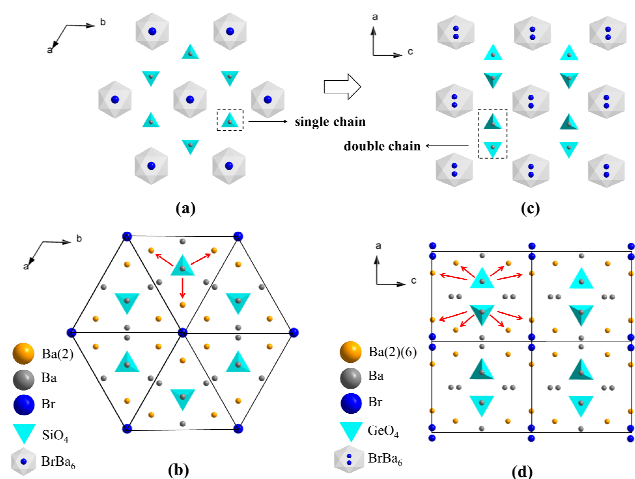 b
a
single chain
(a)
a
c
double chain
(c)
b
a
Ba(2)
Ba
Br
SiO4
BrBa6
(b)
a
c
Ba(2)(6)
Ba
Br
GeO4
BrBa6
(d)